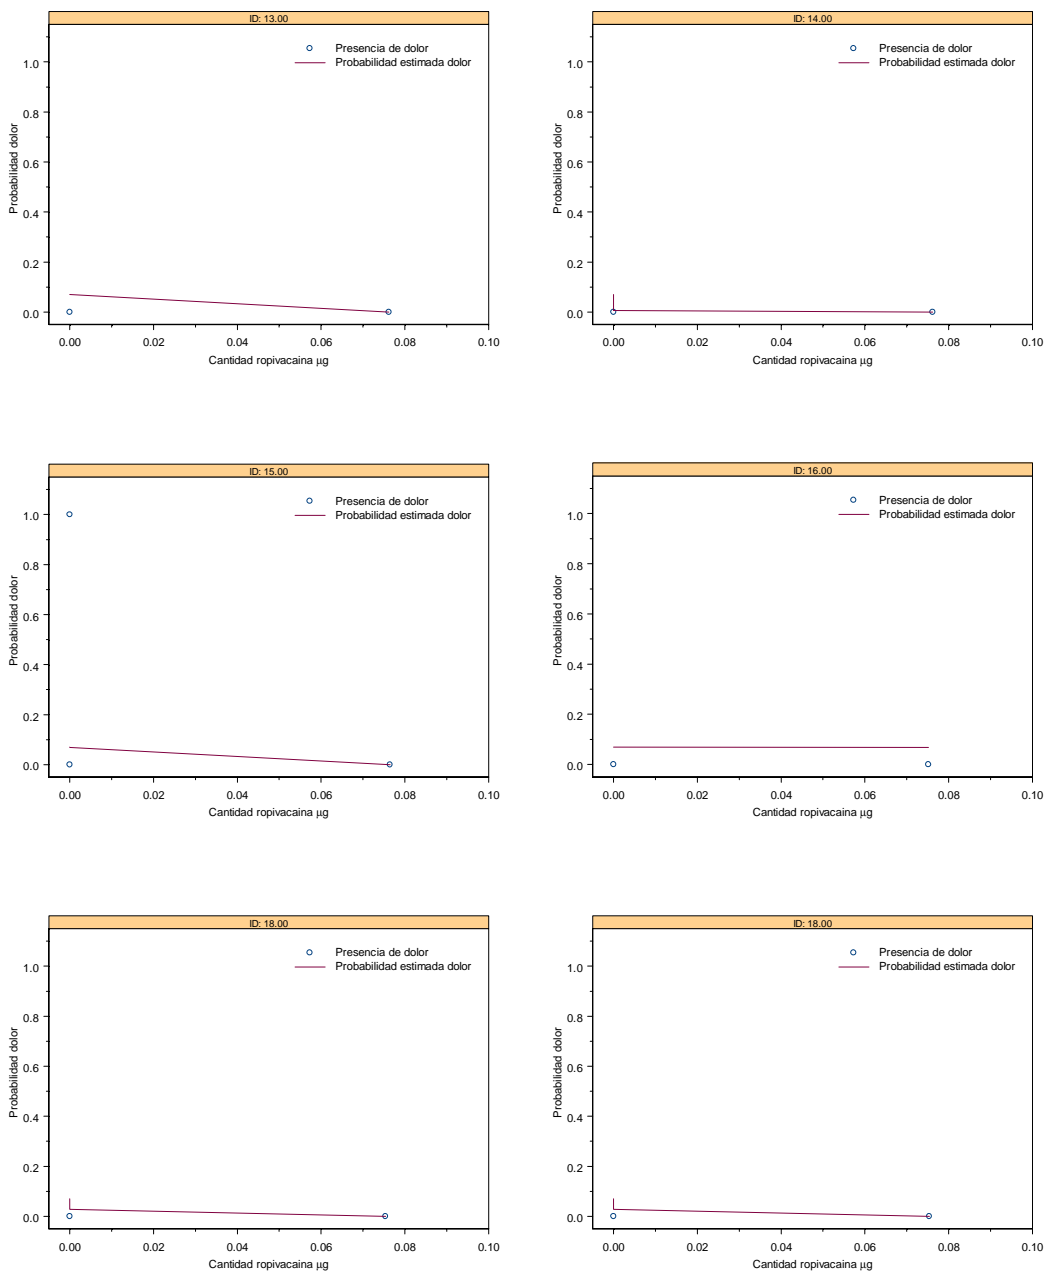 ID: 13.00
Presencia de dolor
Probabilidad estimada dolor
1.0
0.8
0.6
0.4
0.2
0.0
Probabilidad dolor
0.00 0.02 0.04 0.06 0.08 0.10
Cantidad ropivacaina µg
ID: 14.00
Presencia de dolor
Probabilidad estimada dolor
1.0
0.8
0.6
0.4
0.2
0.0
Probabilidad dolor
0.00 0.02 0.04 0.06 0.08 0.10
Cantidad ropivacaina µg
ID: 15.00
Presencia de dolor
Probabilidad estimada dolor
1.0
0.8
0.6
0.4
0.2
0.0
Probabilidad dolor
0.00 0.02 0.04 0.06 0.08 0.10
Cantidad ropivacaina µg
ID: 16.00
Presencia de dolor
Probabilidad estimada dolor
1.0
0.8
0.6
0.4
0.2
0.0
Probabilidad dolor
0.00 0.02 0.04 0.06 0.08 0.10
Cantidad ropivacaina µg
ID: 18.00
Presencia de dolor
Probabilidad estimada dolor
1.0
0.8
0.6
0.4
0.2
0.0
Probabilidad dolor
0.00 0.02 0.04 0.06 0.08 0.10
Cantidad ropivacaina µg
ID: 18.00
Presencia de dolor
Probabilidad estimada dolor
1.0
0.8
0.6
0.4
0.2
0.0
Probabilidad dolor
0.00 0.02 0.04 0.06 0.08 0.10
Cantidad ropivacaina µg